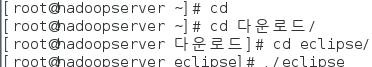 [root@hadoopserver ~]# cd
[root@hadoopserver ~]# cd 다운로드/
[root@hadoopserver 다운로드]# cd eclipse/
[root@hadoopserver eclipse]# ./eclipse